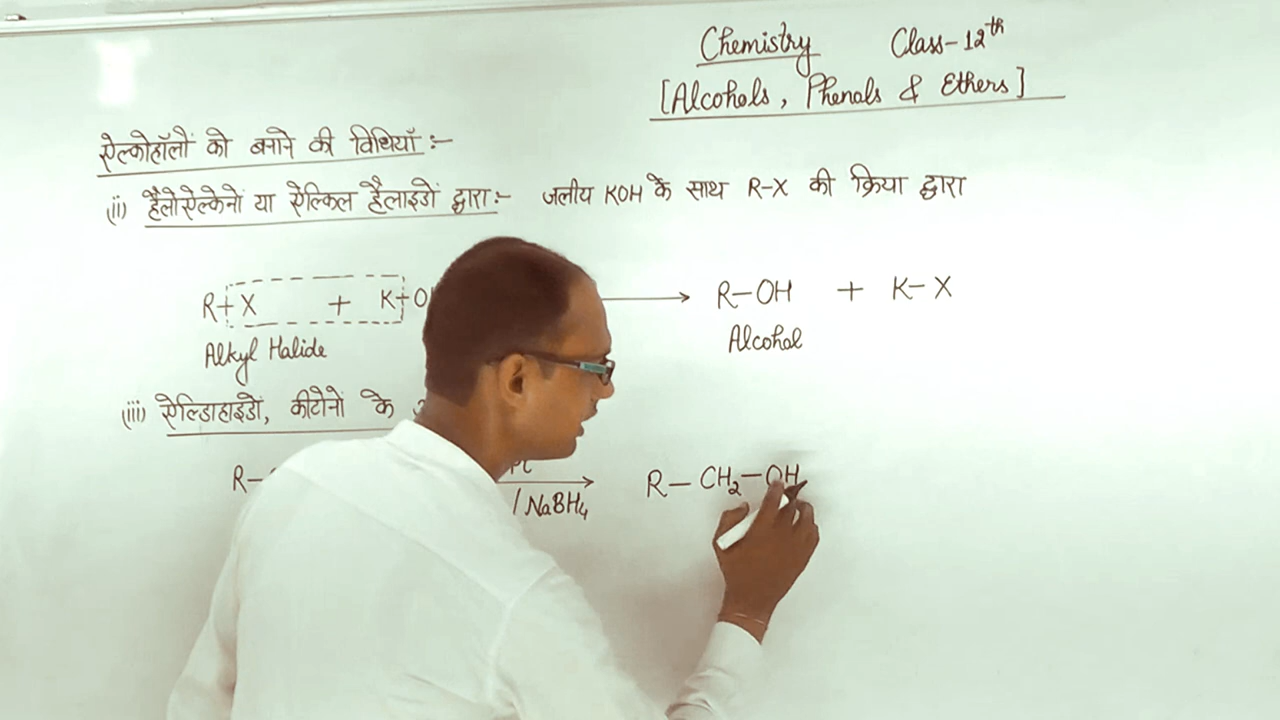 Chemistry Class-12th
[Alcohols, Phenols & Ethers]
ऐल्कोहॉलों को बनाने की विधियाँ :-
(ii) हैलोऐल्केनों या ऐल्किल हैलाइडों द्वारा :- जलीय KOH के साथ R-X की क्रिया द्वारा
R-X + K-O → R-OH + K-X
Alkyl Halide Alcohol
(iii) ऐल्डिहाइडों, कीटोनों के
R- → R-CH₂-OH
/ NaBH₄